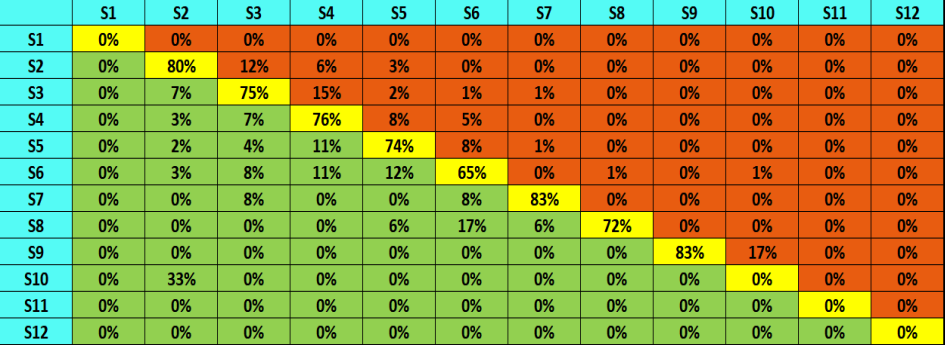 S1 S2 S3 S4 S5 S6 S7 S8 S9 S10 S11 S12
S1 0% 0% 0% 0% 0% 0% 0% 0% 0% 0% 0% 0%
S2 0% 80% 12% 6% 3% 0% 0% 0% 0% 0% 0% 0%
S3 0% 7% 75% 15% 2% 1% 1% 0% 0% 0% 0% 0%
S4 0% 3% 7% 76% 8% 5% 0% 0% 0% 0% 0% 0%
S5 0% 2% 4% 11% 74% 8% 1% 0% 0% 0% 0% 0%
S6 0% 3% 8% 11% 12% 65% 0% 1% 0% 1% 0% 0%
S7 0% 0% 8% 0% 0% 8% 83% 0% 0% 0% 0% 0%
S8 0% 0% 0% 0% 6% 17% 6% 72% 0% 0% 0% 0%
S9 0% 0% 0% 0% 0% 0% 0% 0% 83% 17% 0% 0%
S10 0% 33% 0% 0% 0% 0% 0% 0% 0% 0% 0% 0%
S11 0% 0% 0% 0% 0% 0% 0% 0% 0% 0% 0% 0%
S12 0% 0% 0% 0% 0% 0% 0% 0% 0% 0% 0% 0%